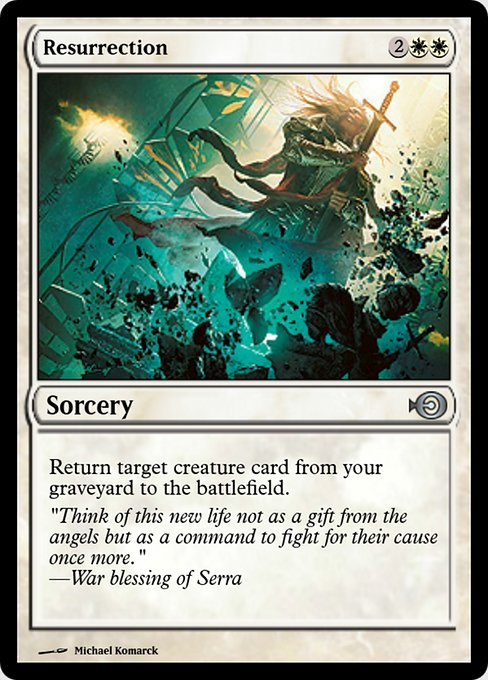 Resurrection 2
Sorcery
Return target creature card from your
graveyard to the battlefield.
"Think of this new life not as a gift from the
angels but as a command to fight for their cause
once more."
—War blessing of Serra
Michael Komarck